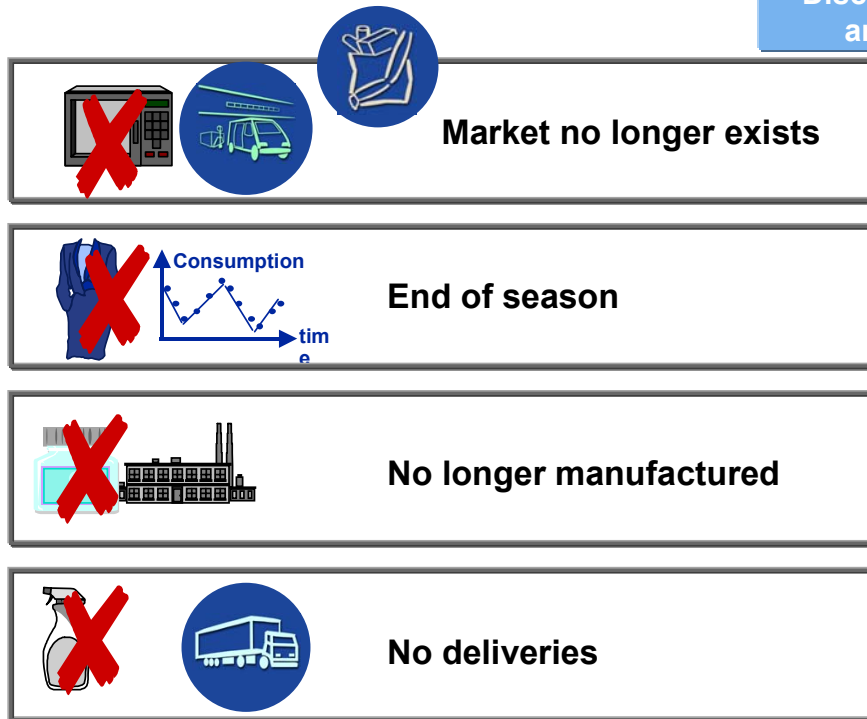 Market no longer exists
Consumption
End of season
tim
e
No longer manufactured
No deliveries